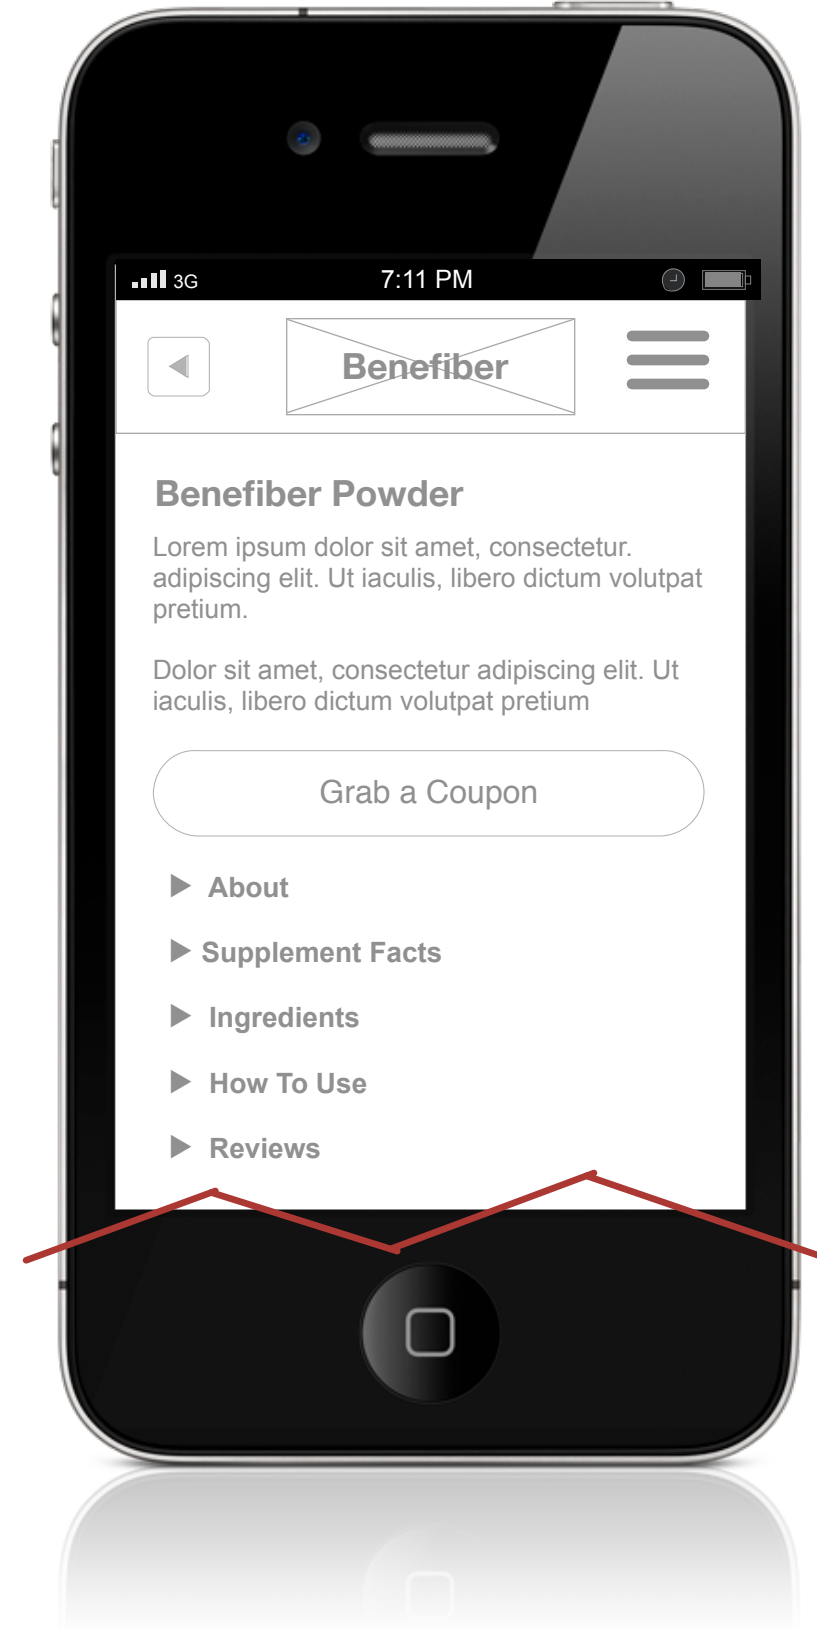 3G 7:11 PM
Benefiber
Benefiber Powder
Lorem ipsum dolor sit amet, consectetur.
adipiscing elit. Ut iaculis, libero dictum volutpat
pretium.
Dolor sit amet, consectetur adipiscing elit. Ut
iaculis, libero dictum volutpat pretium
Grab a Coupon
About
Supplement Facts
Ingredients
How To Use
Reviews